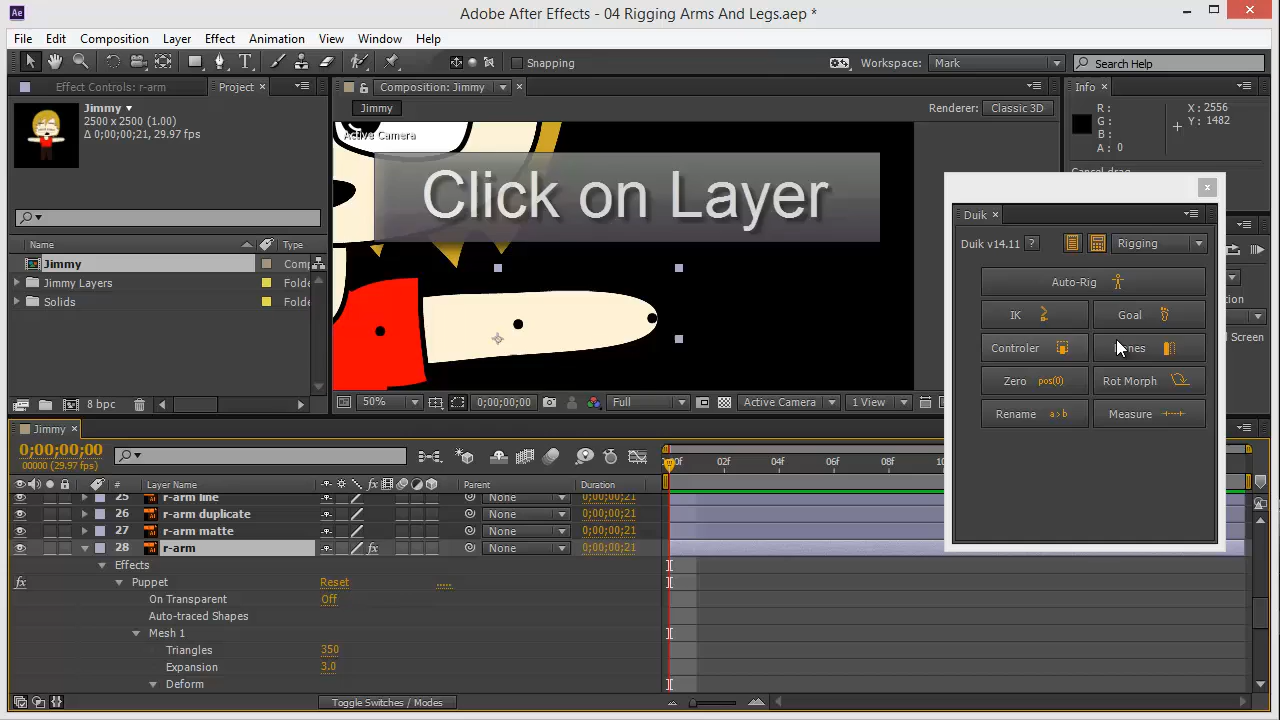 Adobe After Effects - 04 Rigging Arms And Legs.aep *
File Edit Composition Layer Effect Animation View Window Help
Snapping
Workspace: Mark
Search Help
Effect Controls: r-arm
Project
Composition: Jimmy
Info
Jimmy
2500 x 2500 (1.00)
Δ 0;00;00;21, 29.97 fps
Jimmy
Renderer: Classic 3D
R:
G:
B:
A: 0
X: 2556
Y: 1482
Active Camera
Click on Layer
Duik
Duik v14.11 ?
Rigging
Auto-Rig
IK
Goal
Controler
Zero pos(0)
Rot Morph
Rename a>b
Measure
Name
Type
Jimmy
Jimmy Layers
Solids
8 bpc
50%
0;00;00;00
Full
Active Camera
1 View
Jimmy
0;00;00;00
00000 (29.97 fps)
02f
04f
06f
08f
# Layer Name Parent Duration
25 r-arm line None 0;00;00;21
26 r-arm duplicate None 0;00;00;21
27 r-arm matte None 0;00;00;21
28 r-arm None 0;00;00;21
Effects
Puppet Reset .....
On Transparent Off
Auto-traced Shapes
Mesh 1
Triangles 350
Expansion 3.0
Deform
Toggle Switches / Modes